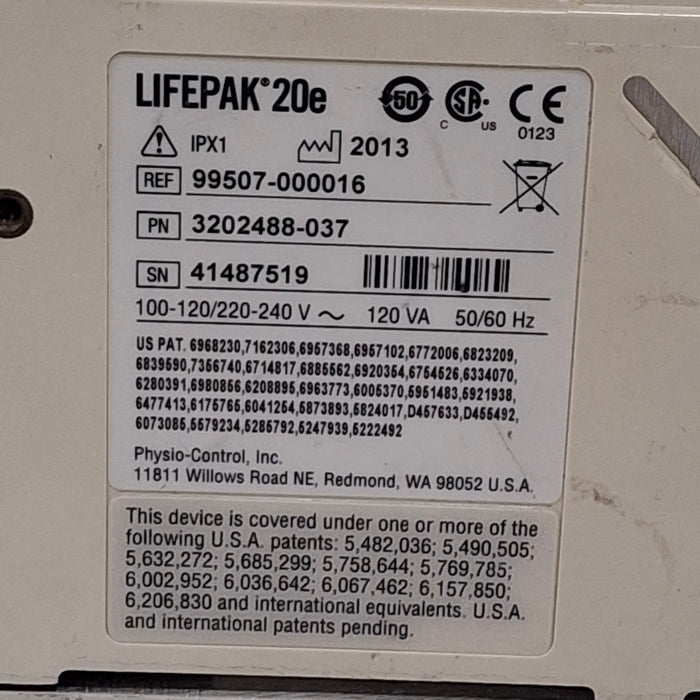 LIFEPAK® 20e
50 C SA US CE 0123
IPX1 2013
REF 99507-000016
PN 3202488-037
SN 41487519
100-120/220-240 V ~ 120 VA 50/60 Hz
US PAT. 6968230,7162306,6957368,6957102,6772006,6823209,
6839590,7356740,6714817,6885562,6920354,6754526,6334070,
6280391,6980856,6208895,6963773,6005370,5951483,5921938,
6477413,6175765,6041254,5873893,5824017,D457633,D455492,
6073085,5579234,5285792,5247939,5222492
Physio-Control, Inc.
11811 Willows Road NE, Redmond, WA 98052 U.S.A.
This device is covered under one or more of the
following U.S.A. patents: 5,482,036; 5,490,505;
5,632,272; 5,685,299; 5,758,644; 5,769,785;
6,002,952; 6,036,642; 6,067,462; 6,157,850;
6,206,830 and international equivalents. U.S.A.
and international patents pending.